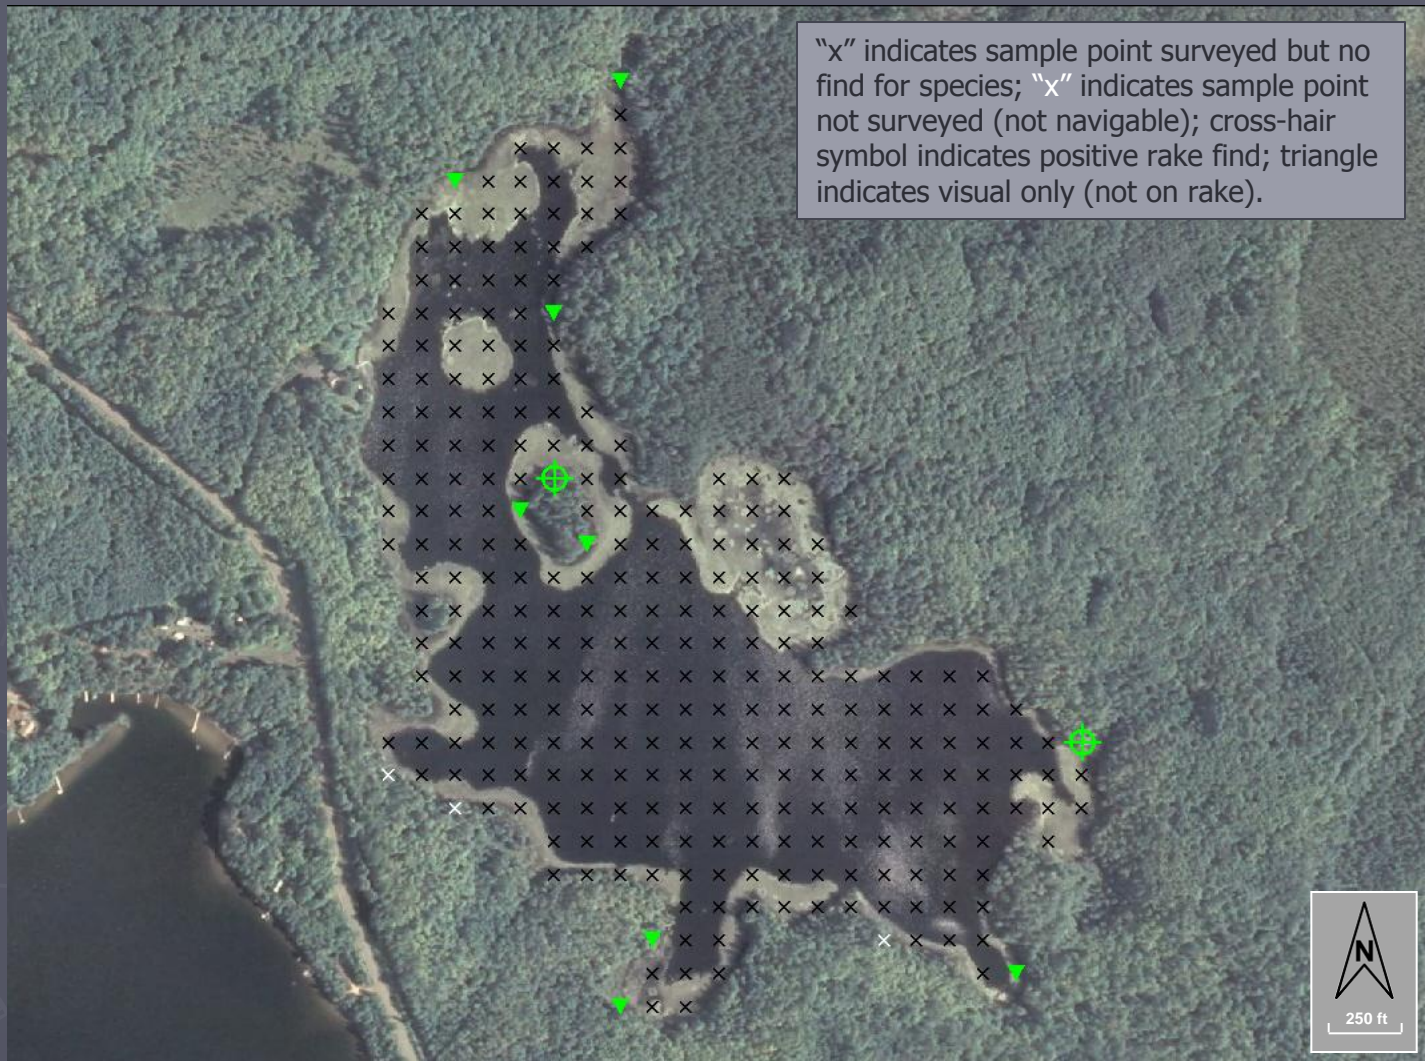 “x” indicates sample point surveyed but no
find for species; “x” indicates sample point
not surveyed (not navigable); cross-hair
symbol indicates positive rake find; triangle
indicates visual only (not on rake).
N
250 ft